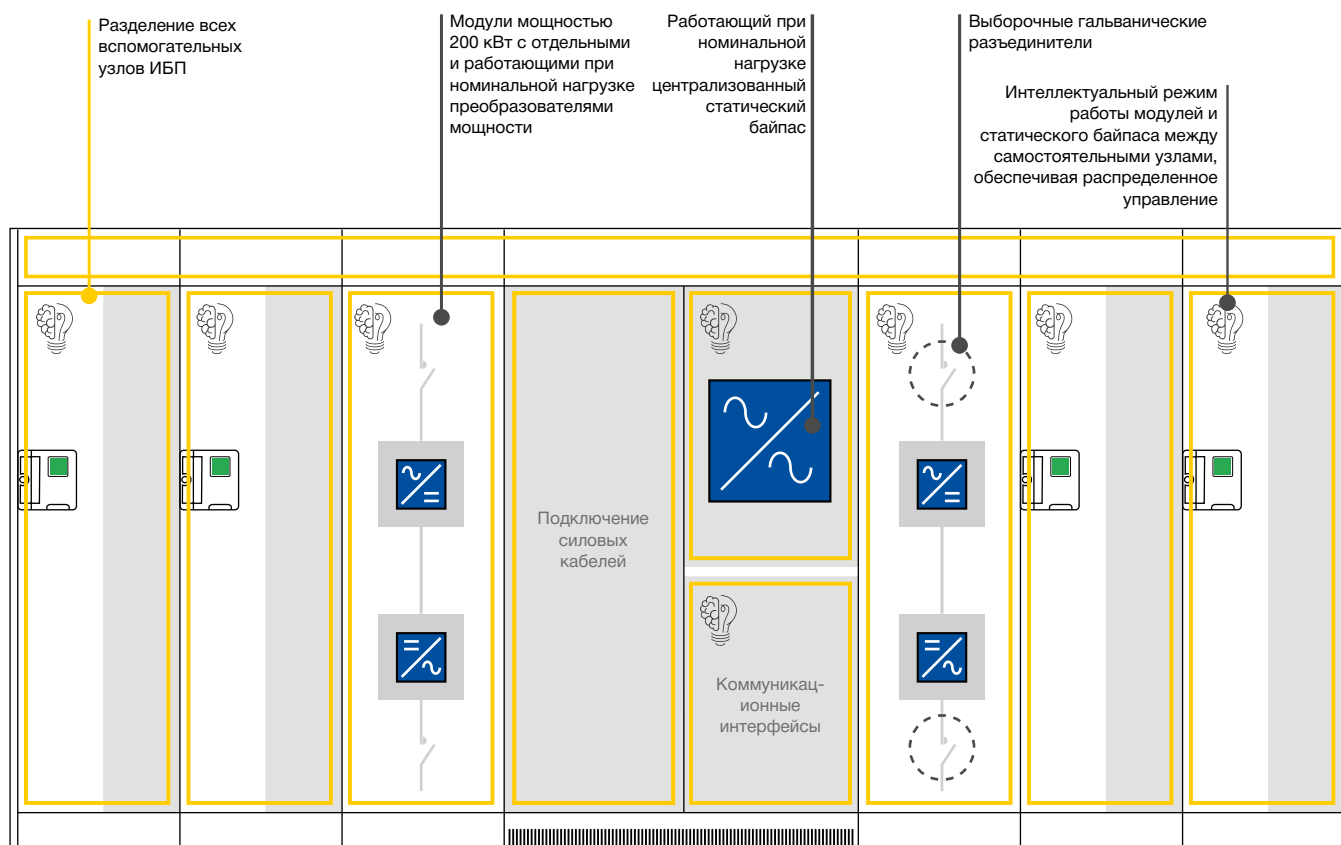 Разделение всех
вспомогательных
узлов ИБП
Модули мощностью
200 кВт с отдельными
и работающими при
номинальной нагрузке
преобразователями
мощности
Работающий при
номинальной
нагрузке
централизованный
статический
байпас
Выборочные гальванические
разъединители
Интеллектуальный режим
работы модулей и
статического байпаса между
самостоятельными узлами,
обеспечивая распределенное
управление
Подключение
силовых
кабелей
Коммуникац-
ионные
интерфейсы